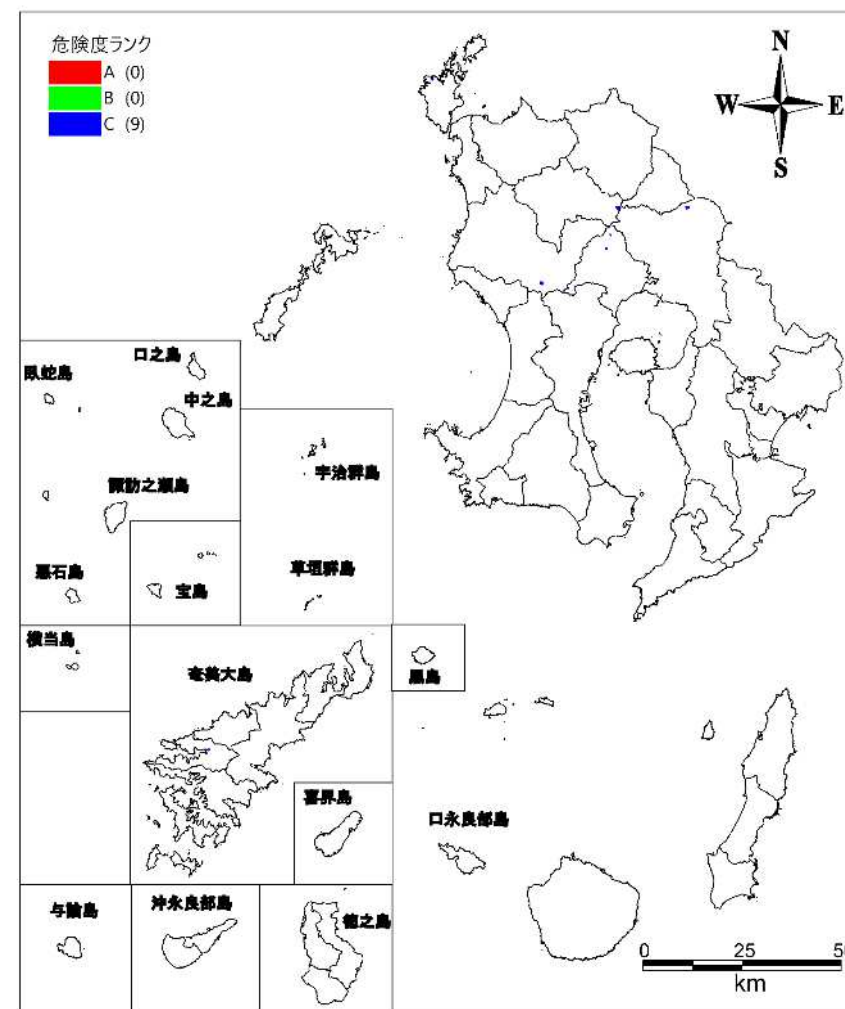 危険度ランク
A (0)
B (0)
C (9)
N
W
E
S
口之島
臥蛇島
中之島
諏訪之瀬島
宇治群島
悪石島
宝島
草垣群島
横当島
奄美大島
黒島
喜界島
口永良部島
与論島
沖永良部島
徳之島
0 25 50
km